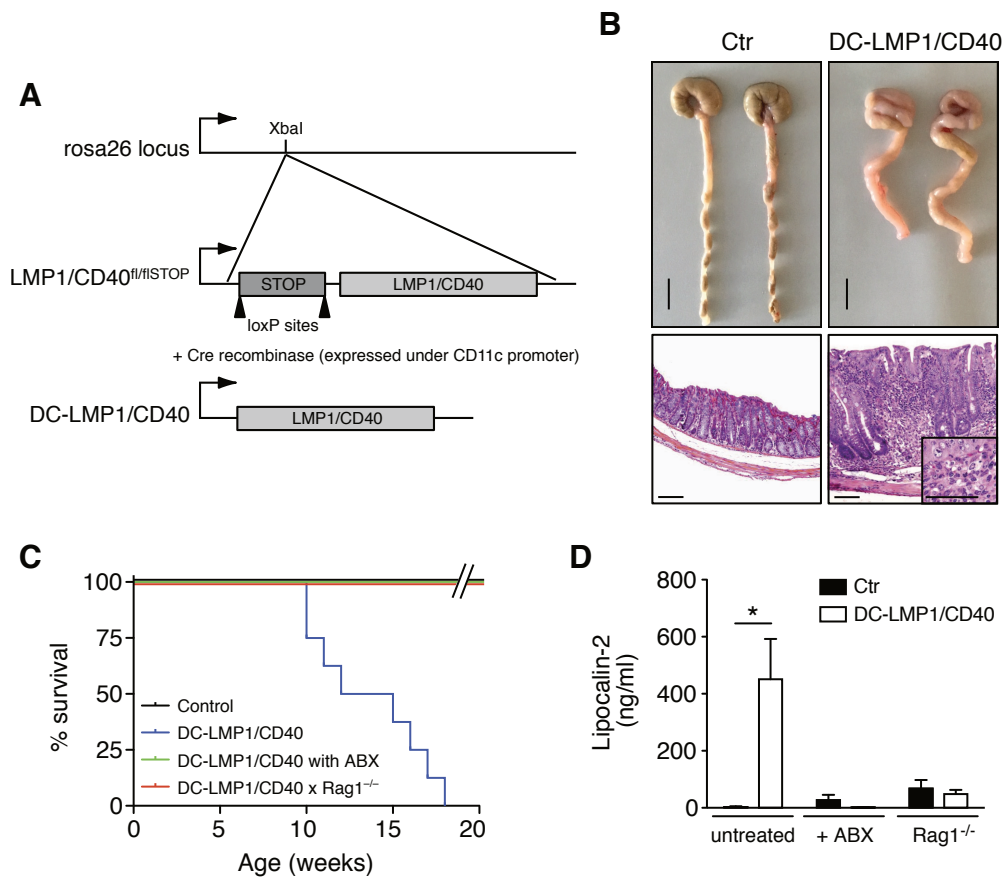 A
rosa26 locus
XbaI
LMP1/CD40fl/flSTOP
STOP
LMP1/CD40
loxP sites
+ Cre recombinase (expressed under CD11c promoter)
DC-LMP1/CD40
LMP1/CD40
B
Ctr
DC-LMP1/CD40
C
% survival
100
75
50
25
0
0
5
10
15
20
Age (weeks)
Control
DC-LMP1/CD40
DC-LMP1/CD40 with ABX
DC-LMP1/CD40 x Rag1–/–
D
Lipocalin-2
(ng/ml)
800
600
400
200
0
*
Ctr
DC-LMP1/CD40
untreated
+ ABX
Rag1-/-